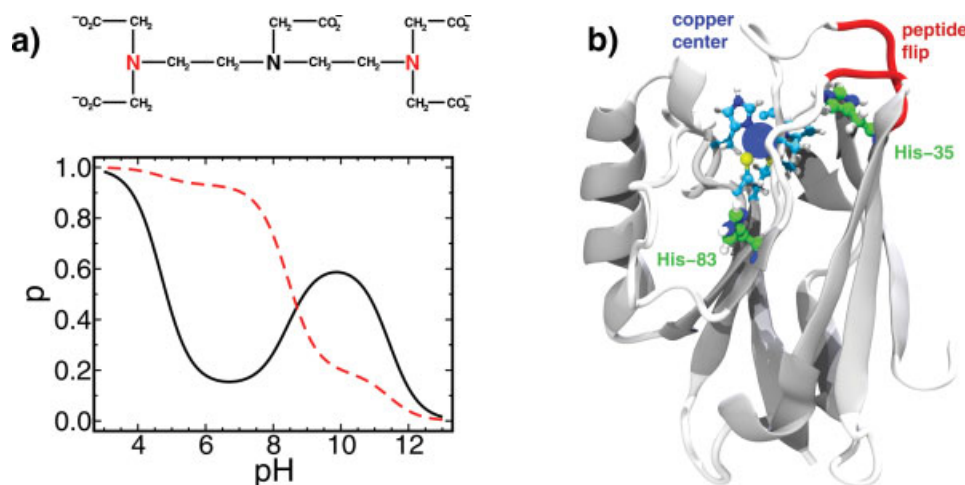 a)
⁻O₂C—CH₂ CH₂—CO₂⁻ CH₂—CO₂⁻
N—CH₂—CH₂—N—CH₂—CH₂—N
⁻O₂C—CH₂ CH₂—CO₂⁻
1.0
0.8
0.6
0.4
0.2
0.0
p
4 6 8 10 12
pH
b)
copper
center
peptide
flip
His–35
His–83